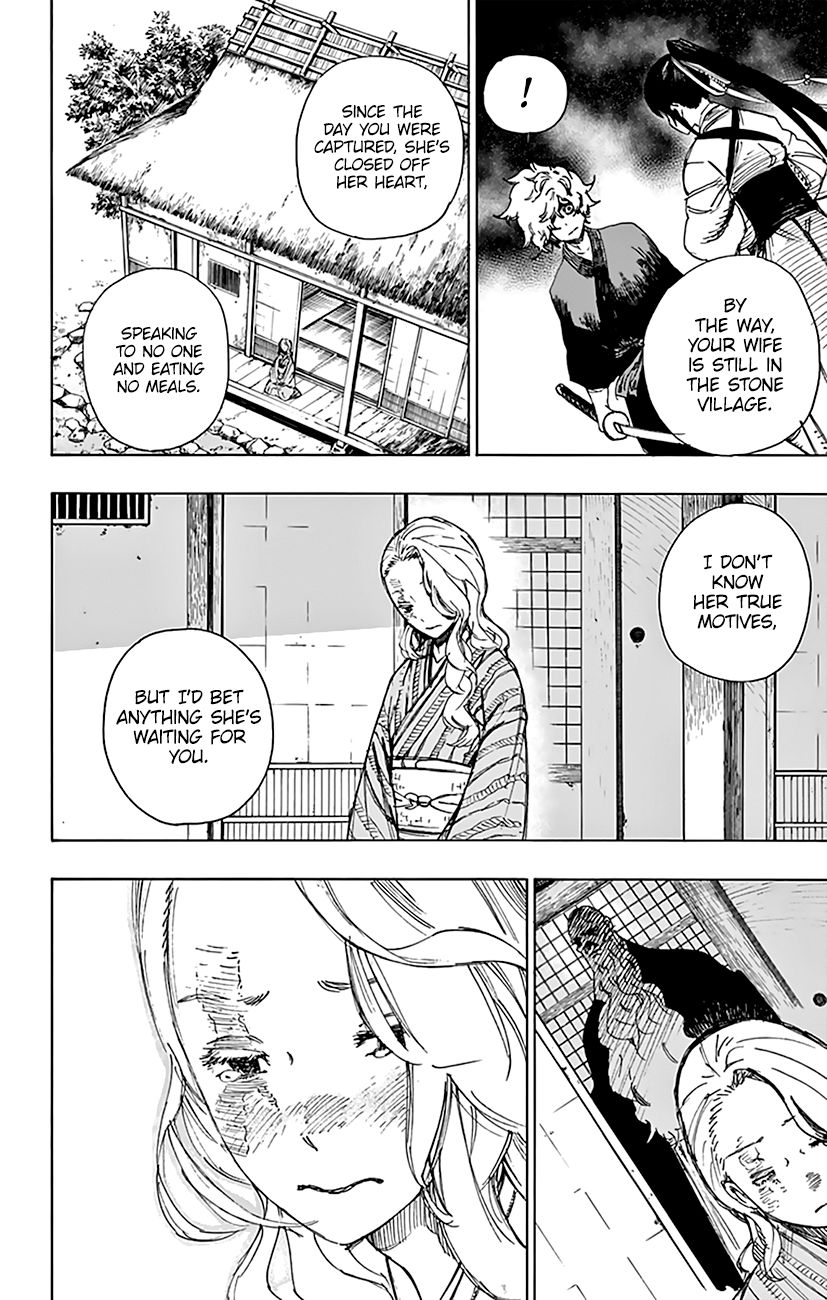 !
BY
THE WAY,
YOUR WIFE
IS STILL IN
THE STONE
VILLAGE.
SINCE THE
DAY YOU WERE
CAPTURED, SHE'S
CLOSED OFF
HER HEART,
SPEAKING
TO NO ONE
AND EATING
NO MEALS.
I DON'T
KNOW
HER TRUE
MOTIVES,
BUT I'D BET
ANYTHING SHE'S
WAITING FOR
YOU.